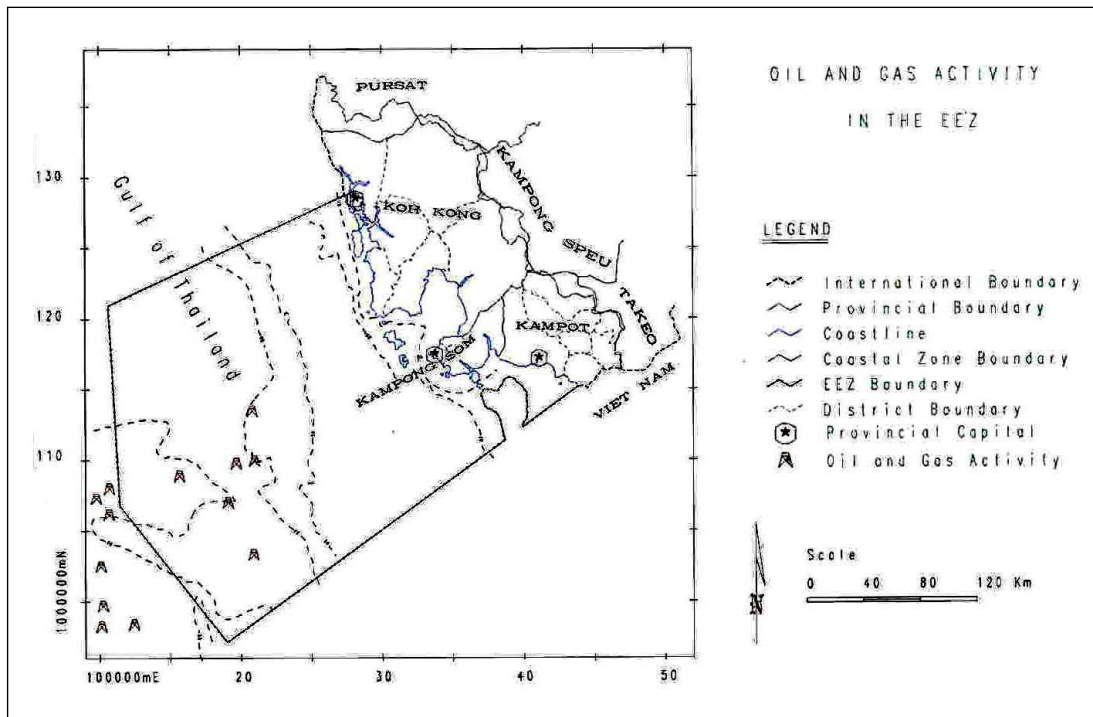 OIL AND GAS ACTIVITY
IN THE EEZ
PURSAT
KAMPONG SPEU
KOH KONG
TAKEO
KAMPOT
KAMPONG SOM
VIET NAM
Gulf of Thailand
130
120
110
1000000mN
100000mE
20
30
40
50
LEGEND
International Boundary
Provincial Boundary
Coastline
Coastal Zone Boundary
EEZ Boundary
District Boundary
Provincial Capital
Oil and Gas Activity
N
Scale
0 40 80 120 Km